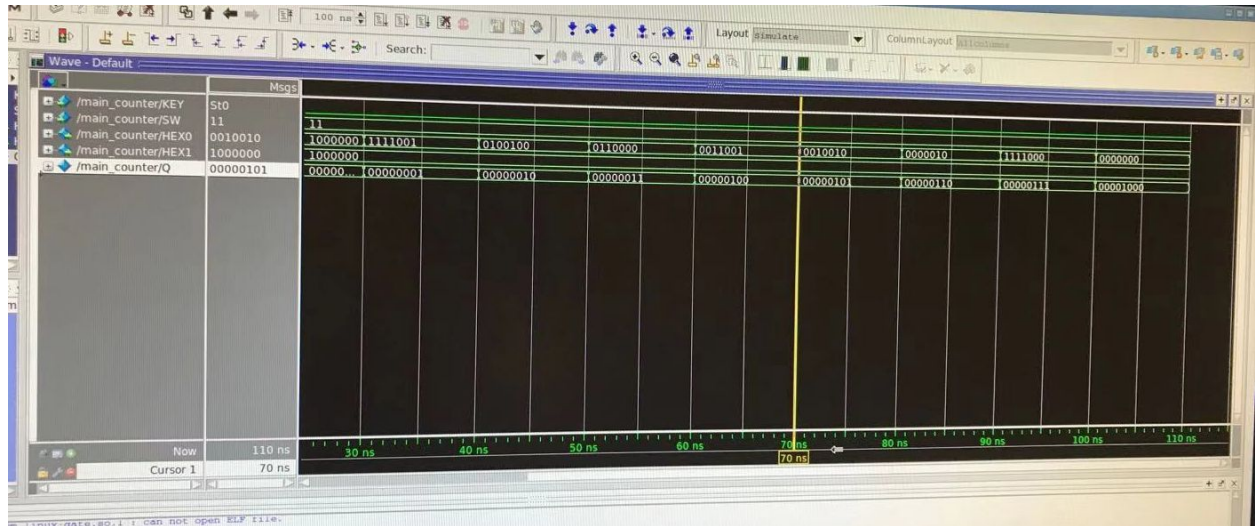 100 ns
Layout simulate
ColumnLayout
Search:
Wave - Default
Msgs
/main_counter/KEY St0
/main_counter/SW 11 11
/main_counter/HEX0 0010010 1000000 1111001 0100100 0110000 0011001 0010010 0000010 1111000 0000000
/main_counter/HEX1 1000000 1000000
/main_counter/Q 00000101 00000... 00000001 00000010 00000011 00000100 00000101 00000110 00000111 00001000
Now 110 ns 30 ns 40 ns 50 ns 60 ns 70 ns 80 ns 90 ns 100 ns 110 ns
Cursor 1 70 ns 70 ns
can not open ELF file.